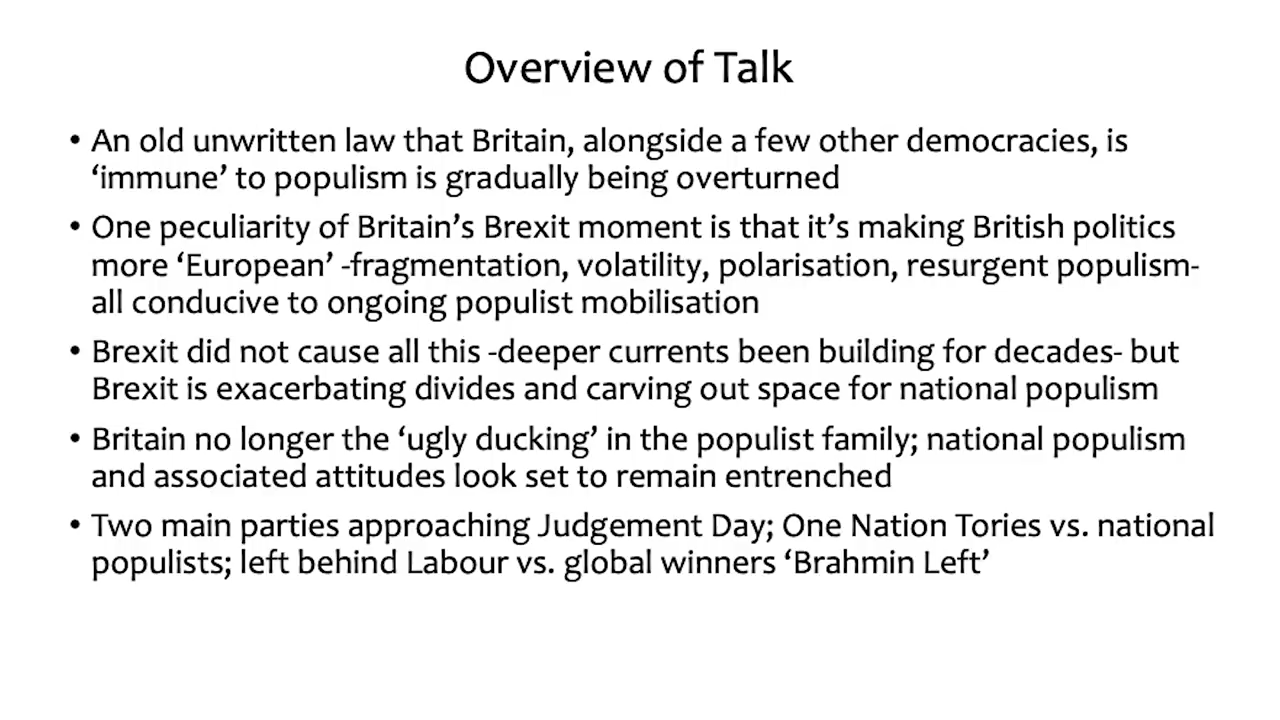 Overview of Talk
• An old unwritten law that Britain, alongside a few other democracies, is
‘immune’ to populism is gradually being overturned
• One peculiarity of Britain’s Brexit moment is that it’s making British politics
more ‘European’ -fragmentation, volatility, polarisation, resurgent populism-
all conducive to ongoing populist mobilisation
• Brexit did not cause all this -deeper currents been building for decades- but
Brexit is exacerbating divides and carving out space for national populism
• Britain no longer the ‘ugly ducking’ in the populist family; national populism
and associated attitudes look set to remain entrenched
• Two main parties approaching Judgement Day; One Nation Tories vs. national
populists; left behind Labour vs. global winners ‘Brahmin Left’